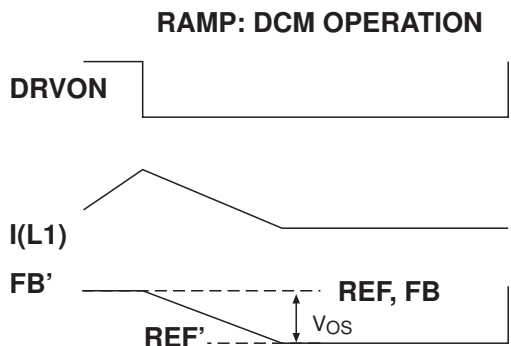 RAMP: DCM OPERATION
DRVON
I(L1)
FB’
REF, FB
VOS
REF’